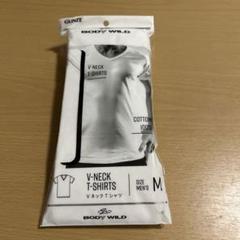 GUNZE
BODY WILD
V-NECK
T-SHIRTS
COTTON
V-NECK
T-SHIRTS
VネックTシャツ
SIZE
MEN'S
M
BODY WILD